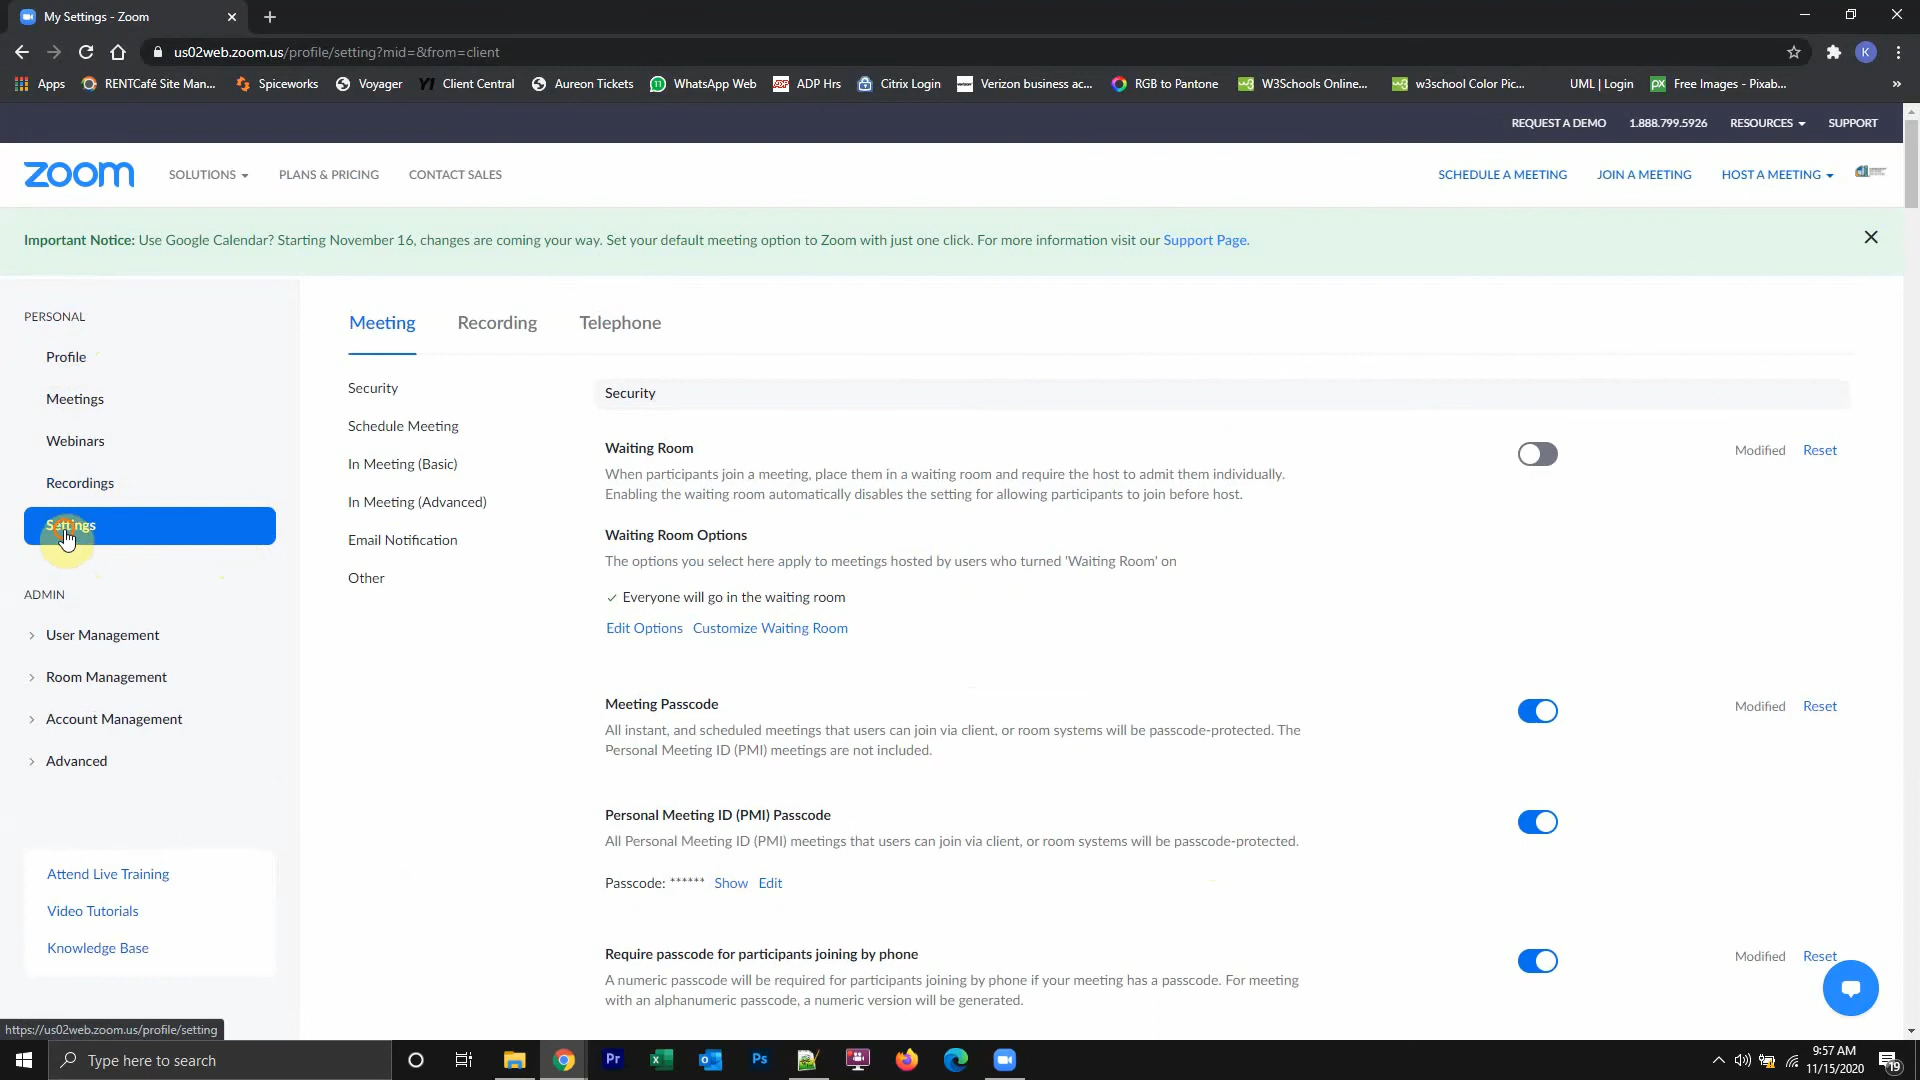 My Settings - Zoom
us02web.zoom.us/profile/setting?mid=&from=client
Apps RENTCafé Site Man... Spiceworks Voyager Client Central Aureon Tickets WhatsApp Web ADP Hrs Citrix Login Verizon business ac... RGB to Pantone W3Schools Online... w3school Color Pic... UML | Login Free Images - Pixab... »
REQUEST A DEMO 1.888.799.5926 RESOURCES SUPPORT
zoom SOLUTIONS PLANS & PRICING CONTACT SALES SCHEDULE A MEETING JOIN A MEETING HOST A MEETING
Important Notice: Use Google Calendar? Starting November 16, changes are coming your way. Set your default meeting option to Zoom with just one click. For more information visit our Support Page.
PERSONAL
Profile
Meetings
Webinars
Recordings
Settings
ADMIN
User Management
Room Management
Account Management
Advanced
Attend Live Training
Video Tutorials
Knowledge Base
Meeting Recording Telephone
Security
Schedule Meeting
In Meeting (Basic)
In Meeting (Advanced)
Email Notification
Other
Security
Waiting Room Modified Reset
When participants join a meeting, place them in a waiting room and require the host to admit them individually.
Enabling the waiting room automatically disables the setting for allowing participants to join before host.
Waiting Room Options
The options you select here apply to meetings hosted by users who turned 'Waiting Room' on
✓ Everyone will go in the waiting room
Edit Options Customize Waiting Room
Meeting Passcode Modified Reset
All instant, and scheduled meetings that users can join via client, or room systems will be passcode-protected. The
Personal Meeting ID (PMI) meetings are not included.
Personal Meeting ID (PMI) Passcode
All Personal Meeting ID (PMI) meetings that users can join via client, or room systems will be passcode-protected.
Passcode: ****** Show Edit
Require passcode for participants joining by phone Modified Reset
A numeric passcode will be required for participants joining by phone if your meeting has a passcode. For meeting
with an alphanumeric passcode, a numeric version will be generated.
https://us02web.zoom.us/profile/setting
Type here to search
Pr
Ps
9:57 AM
11/15/2020
19